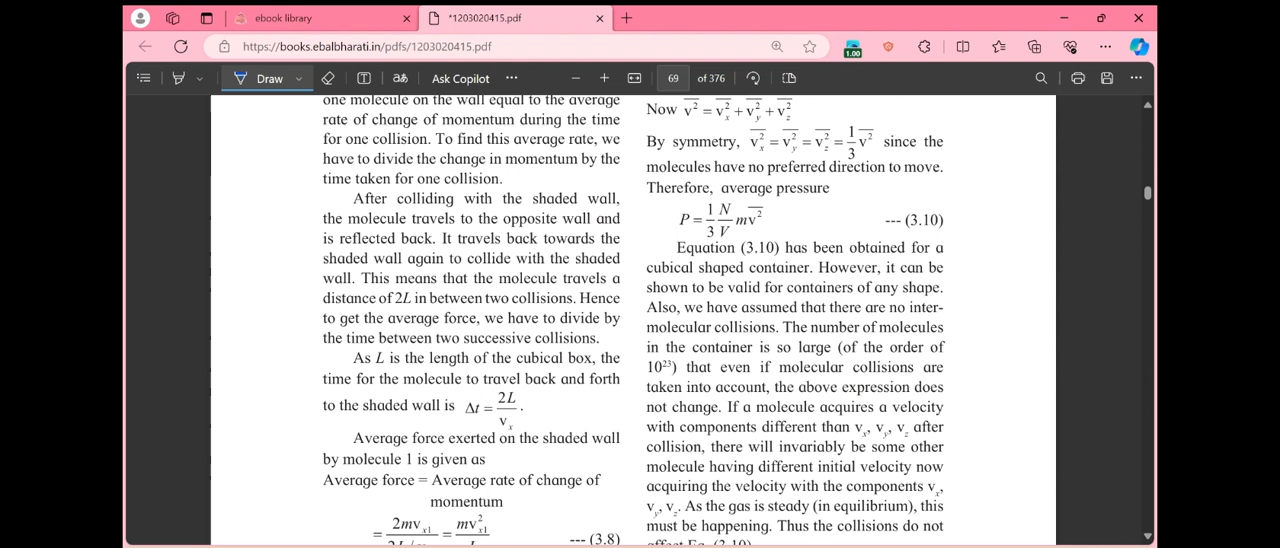 ebook library
*1203020415.pdf
https://books.ebalbharati.in/pdfs/1203020415.pdf
1.00
Draw
Ask Copilot
69 of 376
one molecule on the wall equal to the average
rate of change of momentum during the time
for one collision. To find this average rate, we
have to divide the change in momentum by the
time taken for one collision.
After colliding with the shaded wall,
the molecule travels to the opposite wall and
is reflected back. It travels back towards the
shaded wall again to collide with the shaded
wall. This means that the molecule travels a
distance of 2L in between two collisions. Hence
to get the average force, we have to divide by
the time between two successive collisions.
As L is the length of the cubical box, the
time for the molecule to travel back and forth
to the shaded wall is Δt = 2L/vₓ .
Average force exerted on the shaded wall
by molecule 1 is given as
Average force = Average rate of change of
momentum
= 2mvₓ₁ = mv²ₓ₁ --- (3.8)
Now v̅² = v̅ₓ² + v̅ᵧ² + v̅_z²
By symmetry, v̅ₓ² = v̅ᵧ² = v̅_z² = 1/3 v̅² since the
molecules have no preferred direction to move.
Therefore, average pressure
P = 1/3 N/V m v̅² --- (3.10)
Equation (3.10) has been obtained for a
cubical shaped container. However, it can be
shown to be valid for containers of any shape.
Also, we have assumed that there are no inter-
molecular collisions. The number of molecules
in the container is so large (of the order of
10²³) that even if molecular collisions are
taken into account, the above expression does
not change. If a molecule acquires a velocity
with components different than vₓ, vᵧ, v_z after
collision, there will invariably be some other
molecule having different initial velocity now
acquiring the velocity with the components vₓ,
vᵧ, v_z. As the gas is steady (in equilibrium), this
must be happening. Thus the collisions do not
affect Eq. (3.10)